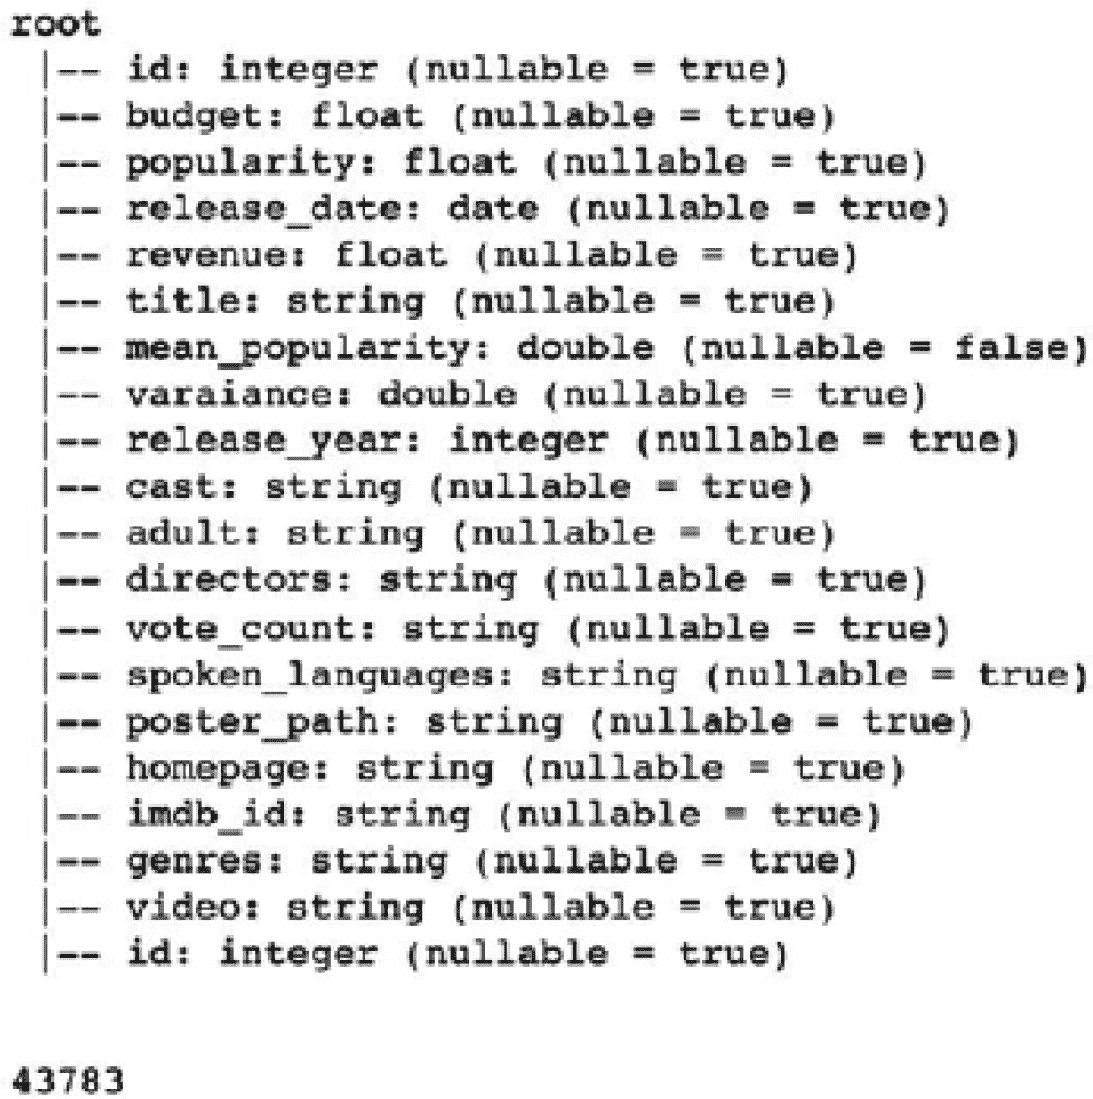 root
|-- id: integer (nullable = true)
|-- budget: float (nullable = true)
|-- popularity: float (nullable = true)
|-- release_date: date (nullable = true)
|-- revenue: float (nullable = true)
|-- title: string (nullable = true)
|-- mean_popularity: double (nullable = false)
|-- varaiance: double (nullable = true)
|-- release_year: integer (nullable = true)
|-- cast: string (nullable = true)
|-- adult: string (nullable = true)
|-- directors: string (nullable = true)
|-- vote_count: string (nullable = true)
|-- spoken_languages: string (nullable = true)
|-- poster_path: string (nullable = true)
|-- homepage: string (nullable = true)
|-- imdb_id: string (nullable = true)
|-- genres: string (nullable = true)
|-- video: string (nullable = true)
|-- id: integer (nullable = true)
43783